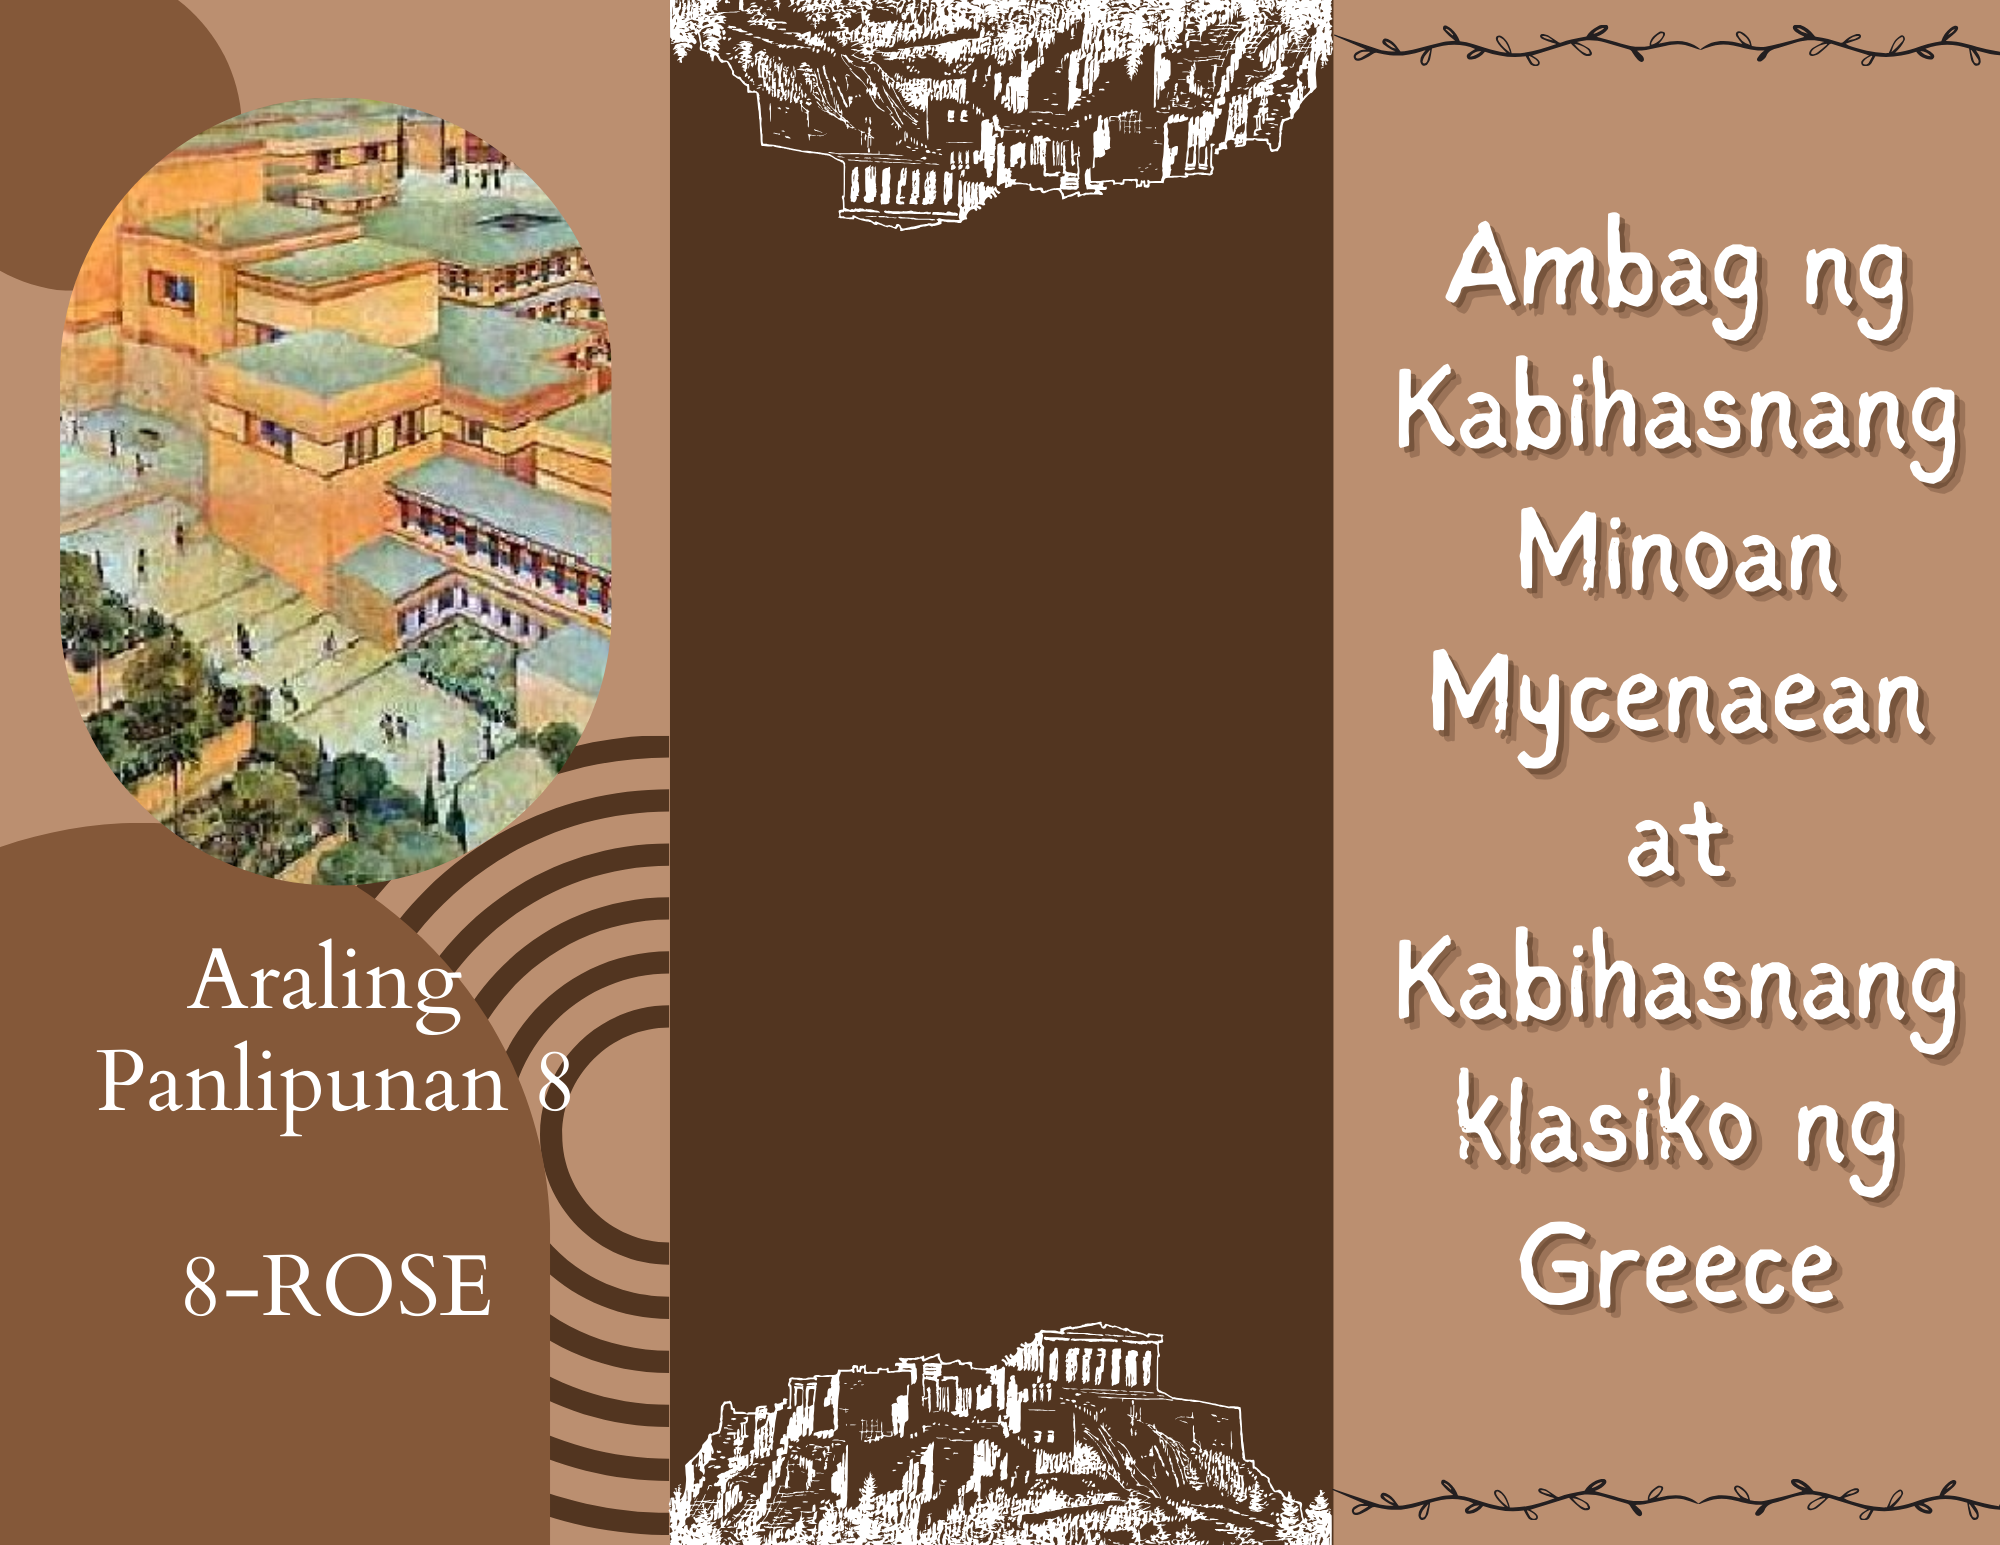 Araling
Panlipunan 8
8-ROSE
Ambag ng
Kabihasnang
Minoan
Mycenaean
at
Kabihasnang
klasiko ng
Greece